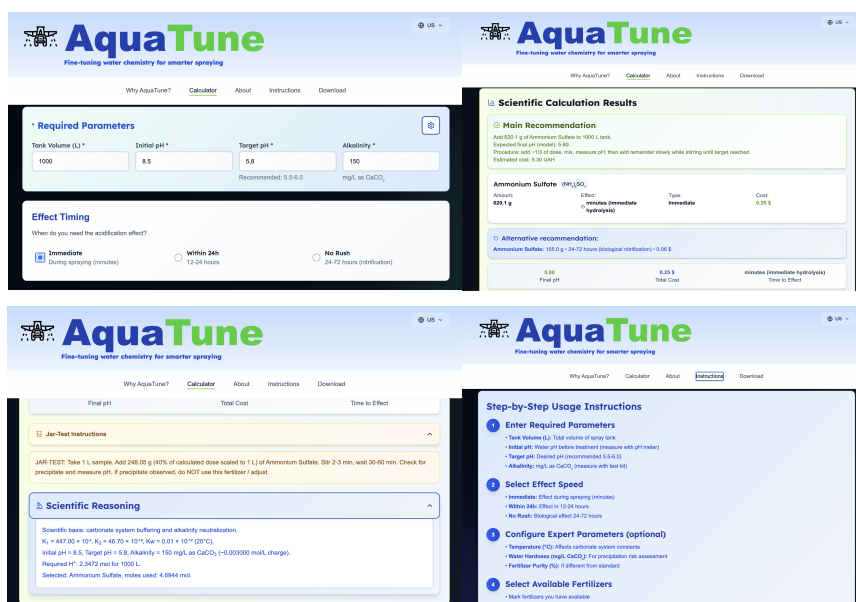 AquaTune
Fine-tuning water chemistry for smarter spraying
US
Why AquaTune? Calculator About Instructions Download
* Required Parameters
Tank Volume (L) * Initial pH * Target pH * Alkalinity *
1000 8.5 5,8 150
Recommended: 5.5-6.0 mg/L as CaCO₃
Effect Timing
When do you need the acidification effect?
Immediate Within 24h No Rush
During spraying (minutes) 12-24 hours 24-72 hours (nitrification)
AquaTune
Fine-tuning water chemistry for smarter spraying
US
Why AquaTune? Calculator About Instructions Download
Scientific Calculation Results
Main Recommendation
Add 620.1 g of Ammonium Sulfate to 1000 L tank.
Expected final pH (model): 5.80.
Procedure: add ~1/3 of dose, mix, measure pH; then add remainder slowly while stirring until target reached.
Estimated cost: 9.30 UAH
Ammonium Sulfate (NH₄)₂SO₄
Amount: Effect: Type: Cost:
620.1 g minutes (immediate hydrolysis) Immediate 0.25 $
Alternative recommendation:
Ammonium Sulfate: 155.0 g • 24-72 hours (biological nitrification) • 0.06 $
5.80 0.25 $ minutes (immediate hydrolysis)
Final pH Total Cost Time to Effect
AquaTune
Fine-tuning water chemistry for smarter spraying
US
Why AquaTune? Calculator About Instructions Download
Final pH Total Cost Time to Effect
Jar-Test Instructions
JAR-TEST: Take 1 L sample. Add 248.05 g (40% of calculated dose scaled to 1 L) of Ammonium Sulfate. Stir 2-3 min, wait 30-60 min. Check for
precipitate and measure pH. If precipitate observed, do NOT use this fertilizer / adjust.
Scientific Reasoning
Scientific basis: carbonate system buffering and alkalinity neutralization.
Initial pH = 8.5, Target pH = 5.8, Alkalinity = 150 mg/L as CaCO₃ (~0.003000 mol/L charge).
Required H⁺: 2.3472 mol for 1000 L.
Selected: Ammonium Sulfate, moles used: 4.6944 mol.
AquaTune
Fine-tuning water chemistry for smarter spraying
US
Why AquaTune? Calculator About Instructions Download
Step-by-Step Usage Instructions
1 Enter Required Parameters
• Tank Volume (L): Total volume of spray tank
• Initial pH: Water pH before treatment (measure with pH meter)
• Target pH: Desired pH (recommended 5.5-6.0)
• Alkalinity: mg/L as CaCO₃ (measure with test kit)
2 Select Effect Speed
• Immediate: Effect during spraying (minutes)
• Within 24h: Effect in 12-24 hours
• No Rush: Biological effect 24-72 hours
3 Configure Expert Parameters (optional)
• Temperature (°C): Affects carbonate system constants
• Water Hardness (mg/L CaCO₃): For precipitation risk assessment
• Fertilizer Purity (%): If different from standard
4 Select Available Fertilizers
• Mark fertilizers you have available